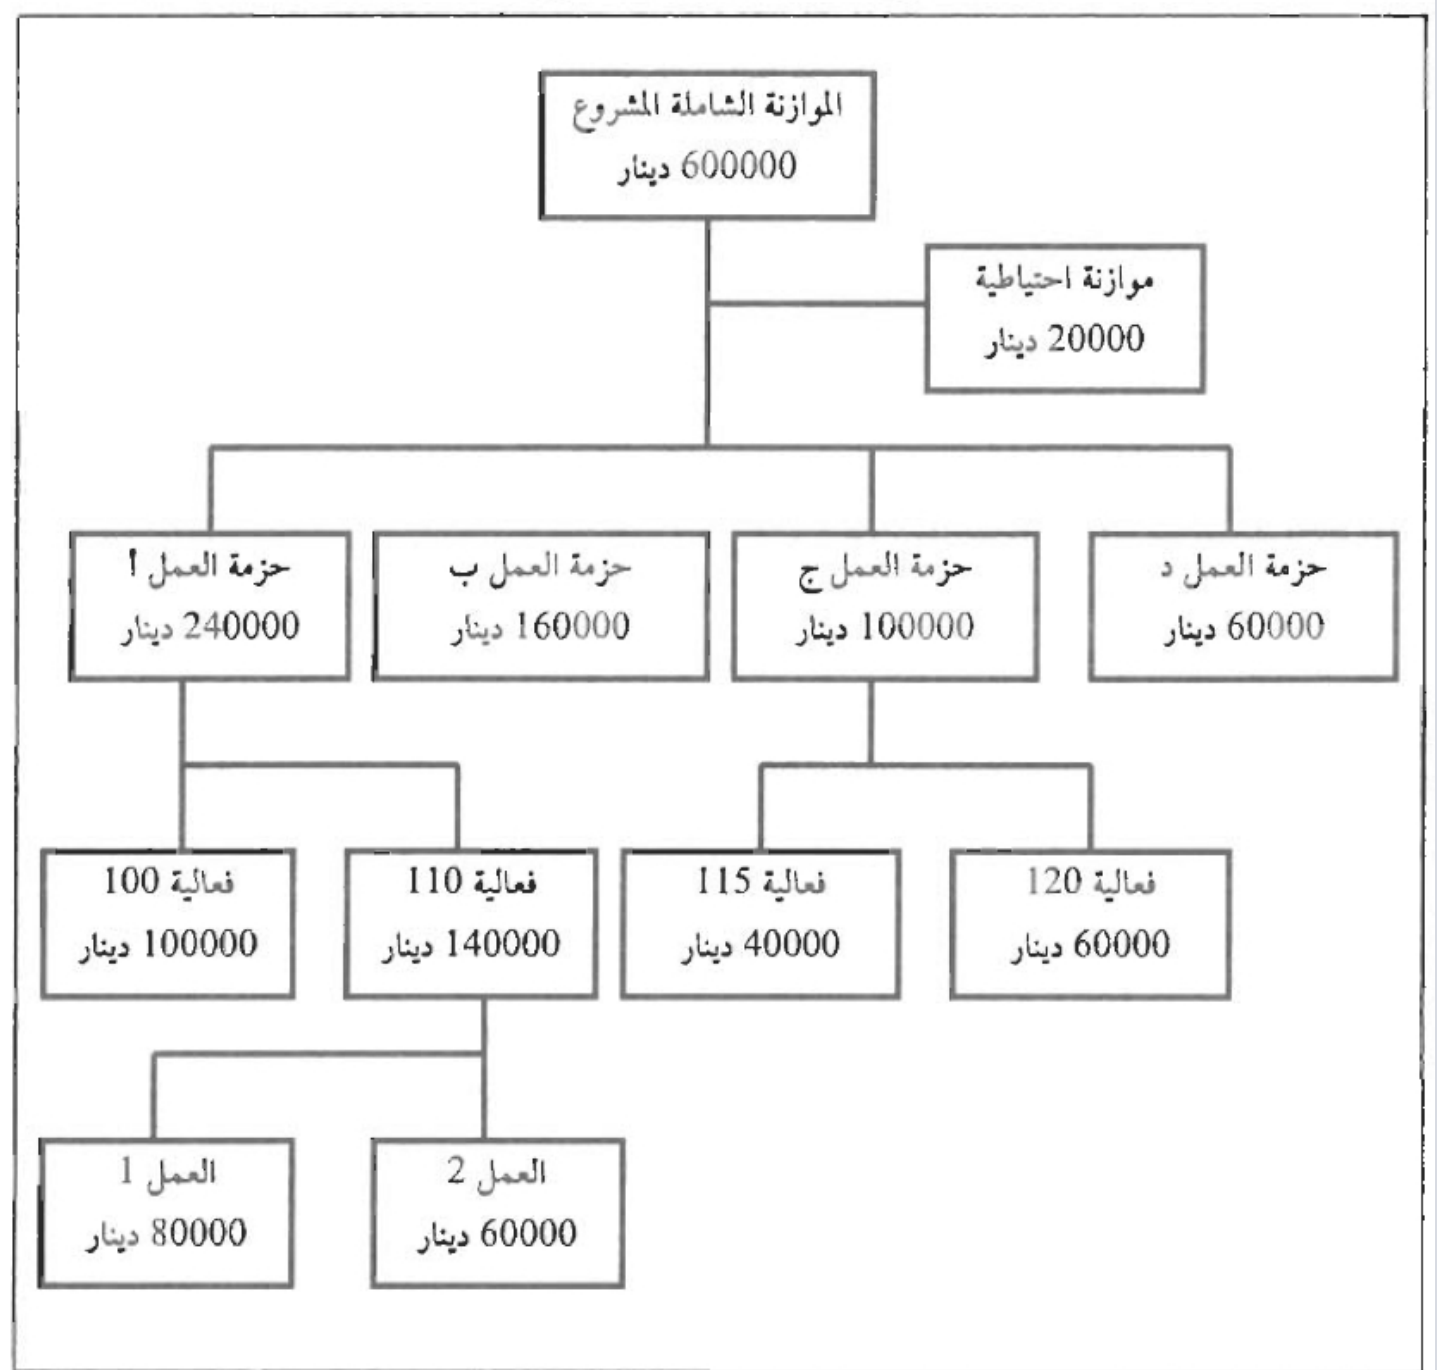 الموازنة الشاملة المشروع
600000 دينار
موازنة احتياطية
20000 دينار
حزمة العمل أ
240000 دينار
حزمة العمل ب
160000 دينار
حزمة العمل ج
100000 دينار
حزمة العمل د
60000 دينار
فعالية 100
100000 دينار
فعالية 110
140000 دينار
فعالية 115
40000 دينار
فعالية 120
60000 دينار
العمل 1
80000 دينار
العمل 2
60000 دينار